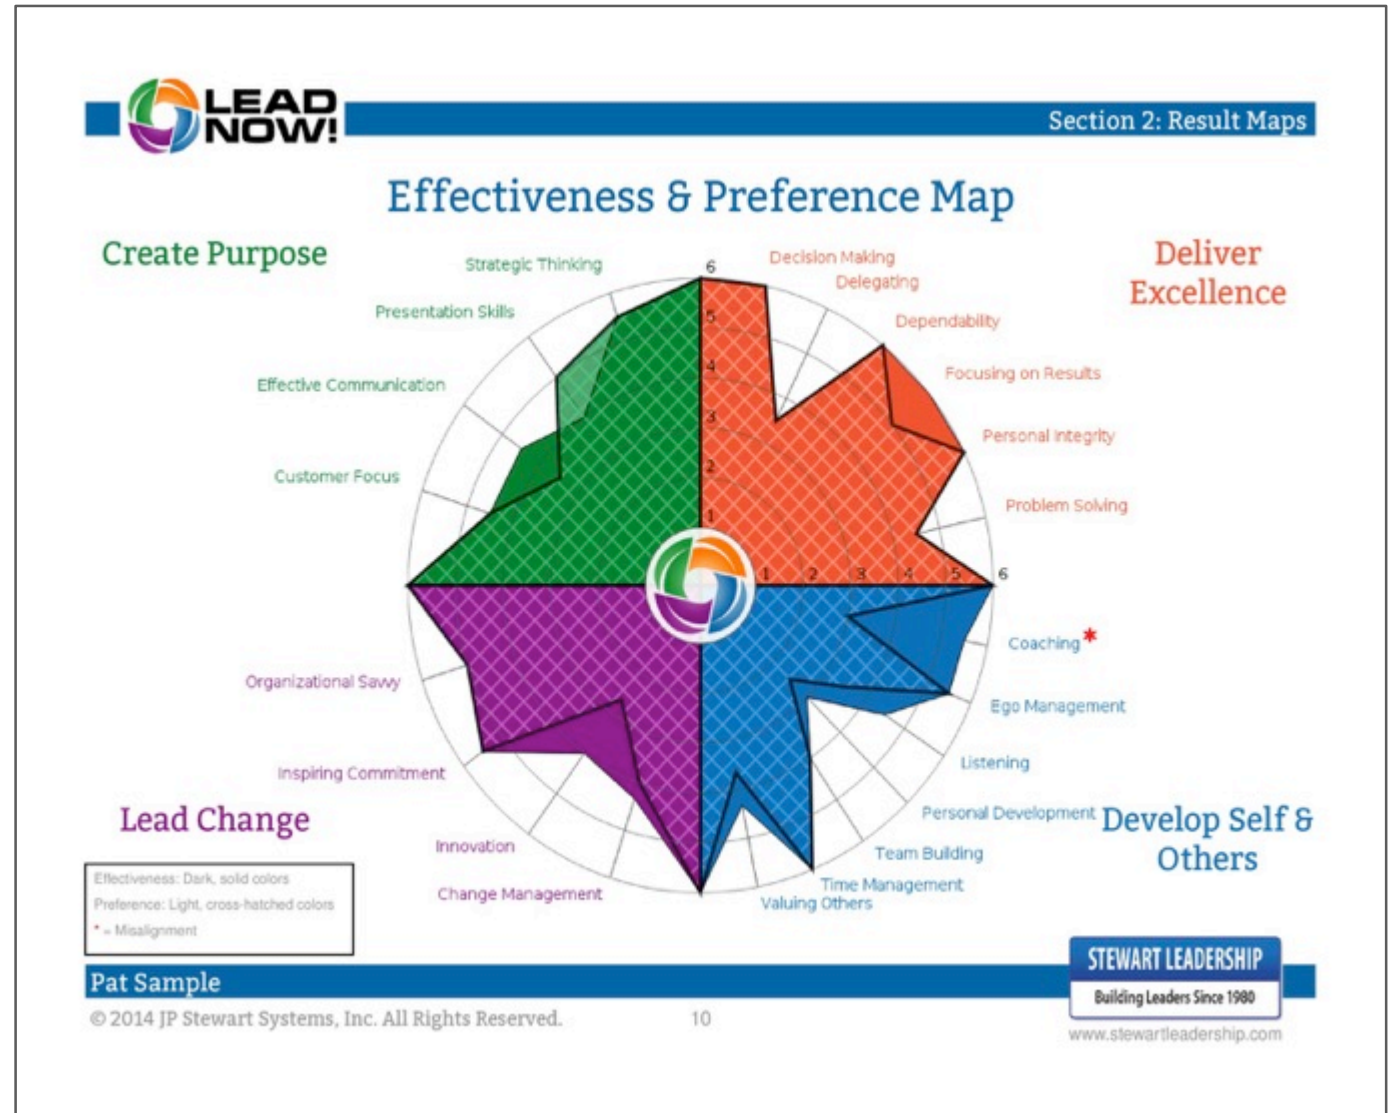 LEAD
NOW!
Section 2: Result Maps
Effectiveness & Preference Map
Create Purpose
Deliver
Excellence
Strategic Thinking
Presentation Skills
Effective Communication
Customer Focus
Decision Making
Delegating
Dependability
Focusing on Results
Personal Integrity
Problem Solving
6
5
4
3
2
1
1 2 3 4 5 6
Coaching *
Ego Management
Listening
Personal Development
Team Building
Time Management
Valuing Others
Develop Self &
Others
Organizational Savvy
Inspiring Commitment
Innovation
Change Management
Lead Change
Effectiveness: Dark, solid colors
Preference: Light, cross-hatched colors
* = Misalignment
Pat Sample
STEWART LEADERSHIP
Building Leaders Since 1980
© 2014 JP Stewart Systems, Inc. All Rights Reserved.
10
www.stewartleadership.com